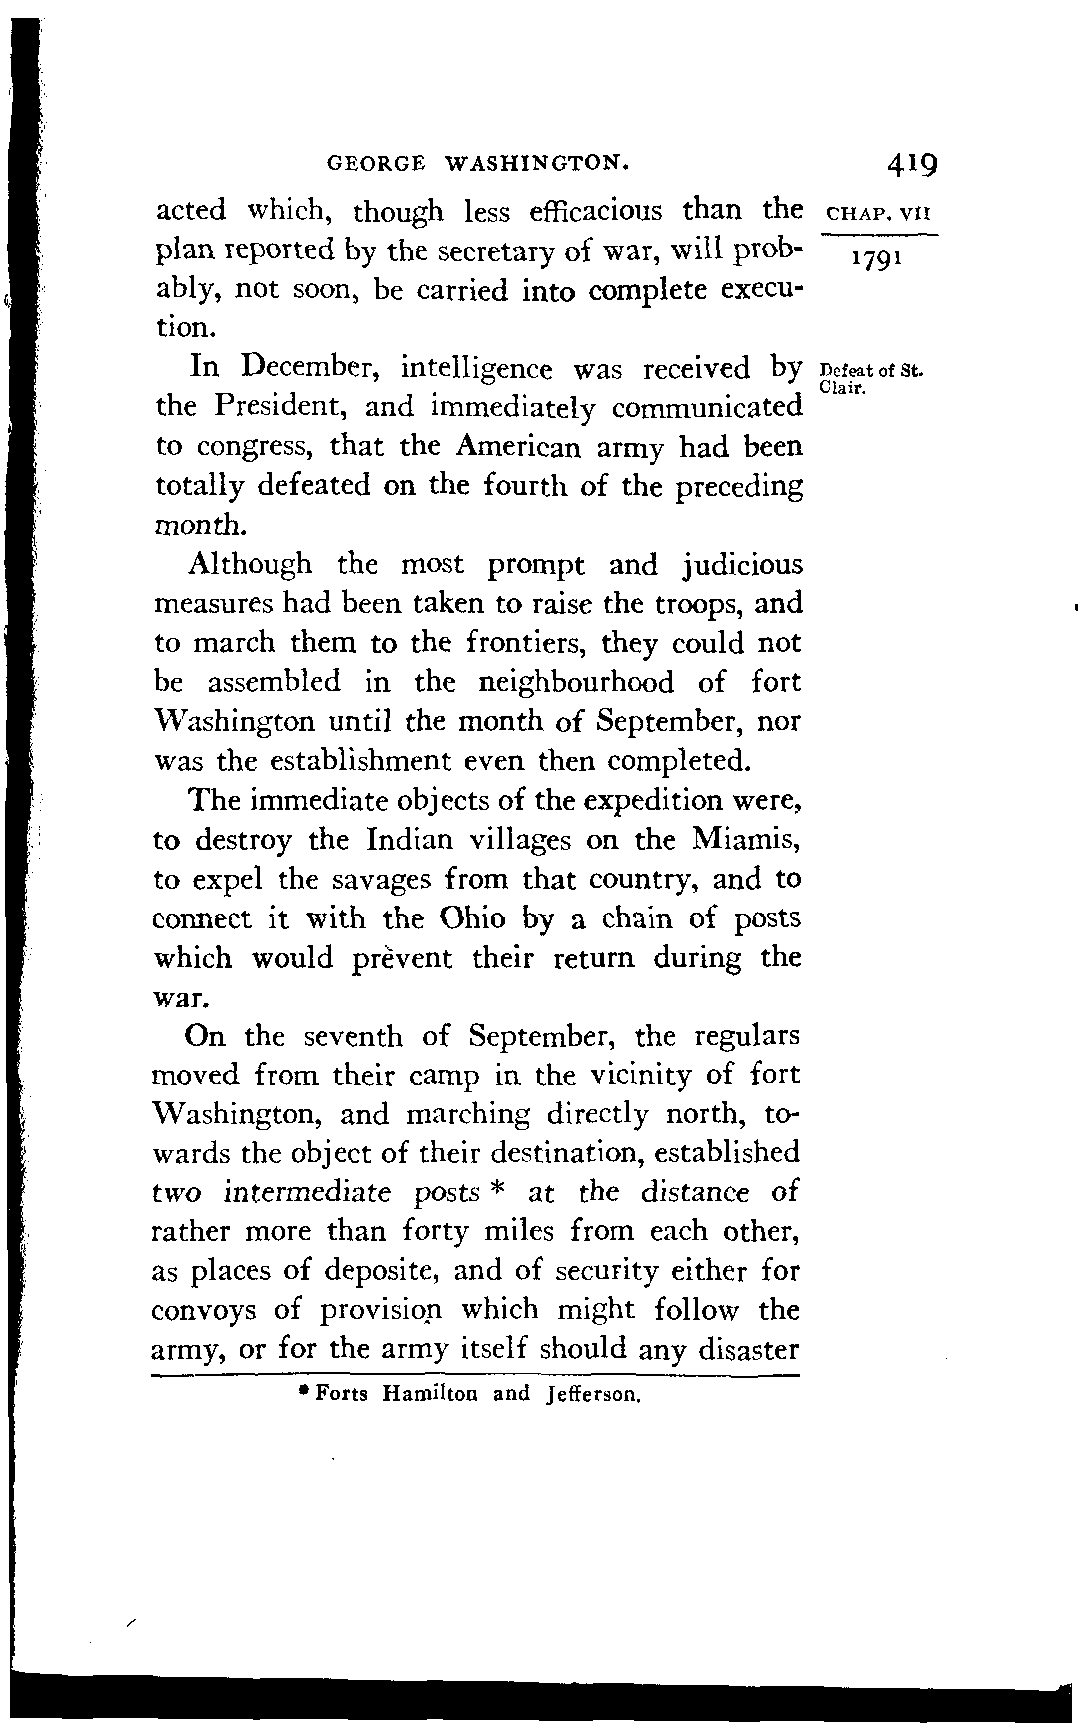 GEORGE WASHINGTON. 419
acted which, though less efficacious than the CHAP. VII
plan reported by the secretary of war, will prob- 1791
ably, not soon, be carried into complete execu-
tion.
In December, intelligence was received by Defeat of St.
Clair.
the President, and immediately communicated
to congress, that the American army had been
totally defeated on the fourth of the preceding
month.
Although the most prompt and judicious
measures had been taken to raise the troops, and
to march them to the frontiers, they could not
be assembled in the neighbourhood of fort
Washington until the month of September, nor
was the establishment even then completed.
The immediate objects of the expedition were,
to destroy the Indian villages on the Miamis,
to expel the savages from that country, and to
connect it with the Ohio by a chain of posts
which would prevent their return during the
war.
On the seventh of September, the regulars
moved from their camp in the vicinity of fort
Washington, and marching directly north, to-
wards the object of their destination, established
two intermediate posts * at the distance of
rather more than forty miles from each other,
as places of deposite, and of security either for
convoys of provision which might follow the
army, or for the army itself should any disaster
* Forts Hamilton and Jefferson.